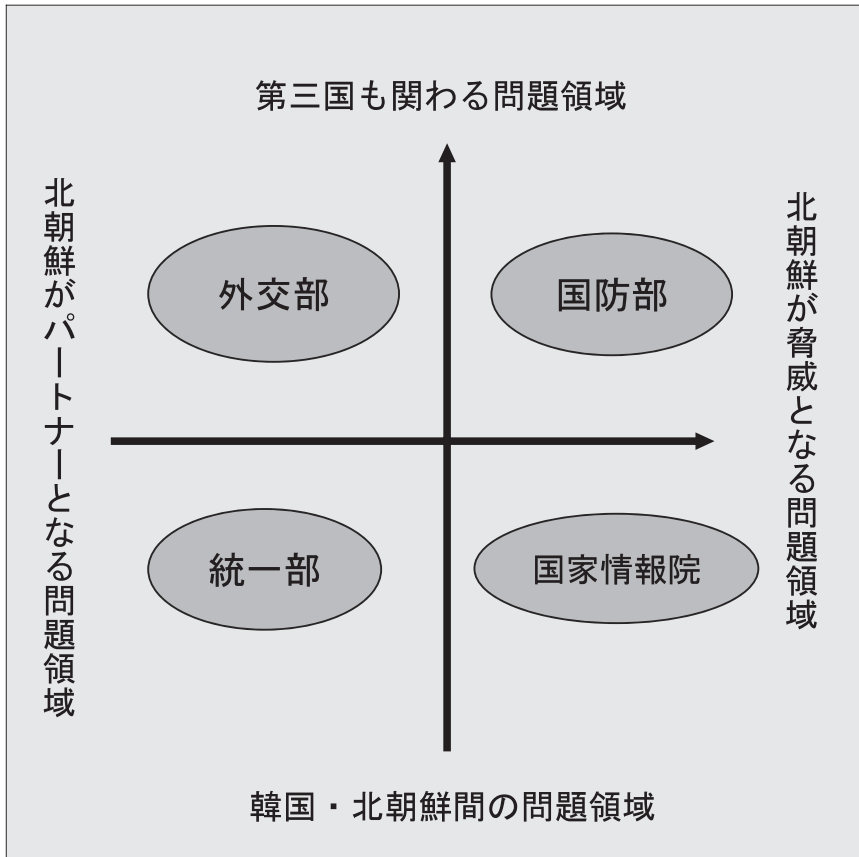 第三国も関わる問題領域
北朝鮮がパートナーとなる問題領域
北朝鮮が脅威となる問題領域
外交部
国防部
統一部
国家情報院
韓国・北朝鮮間の問題領域